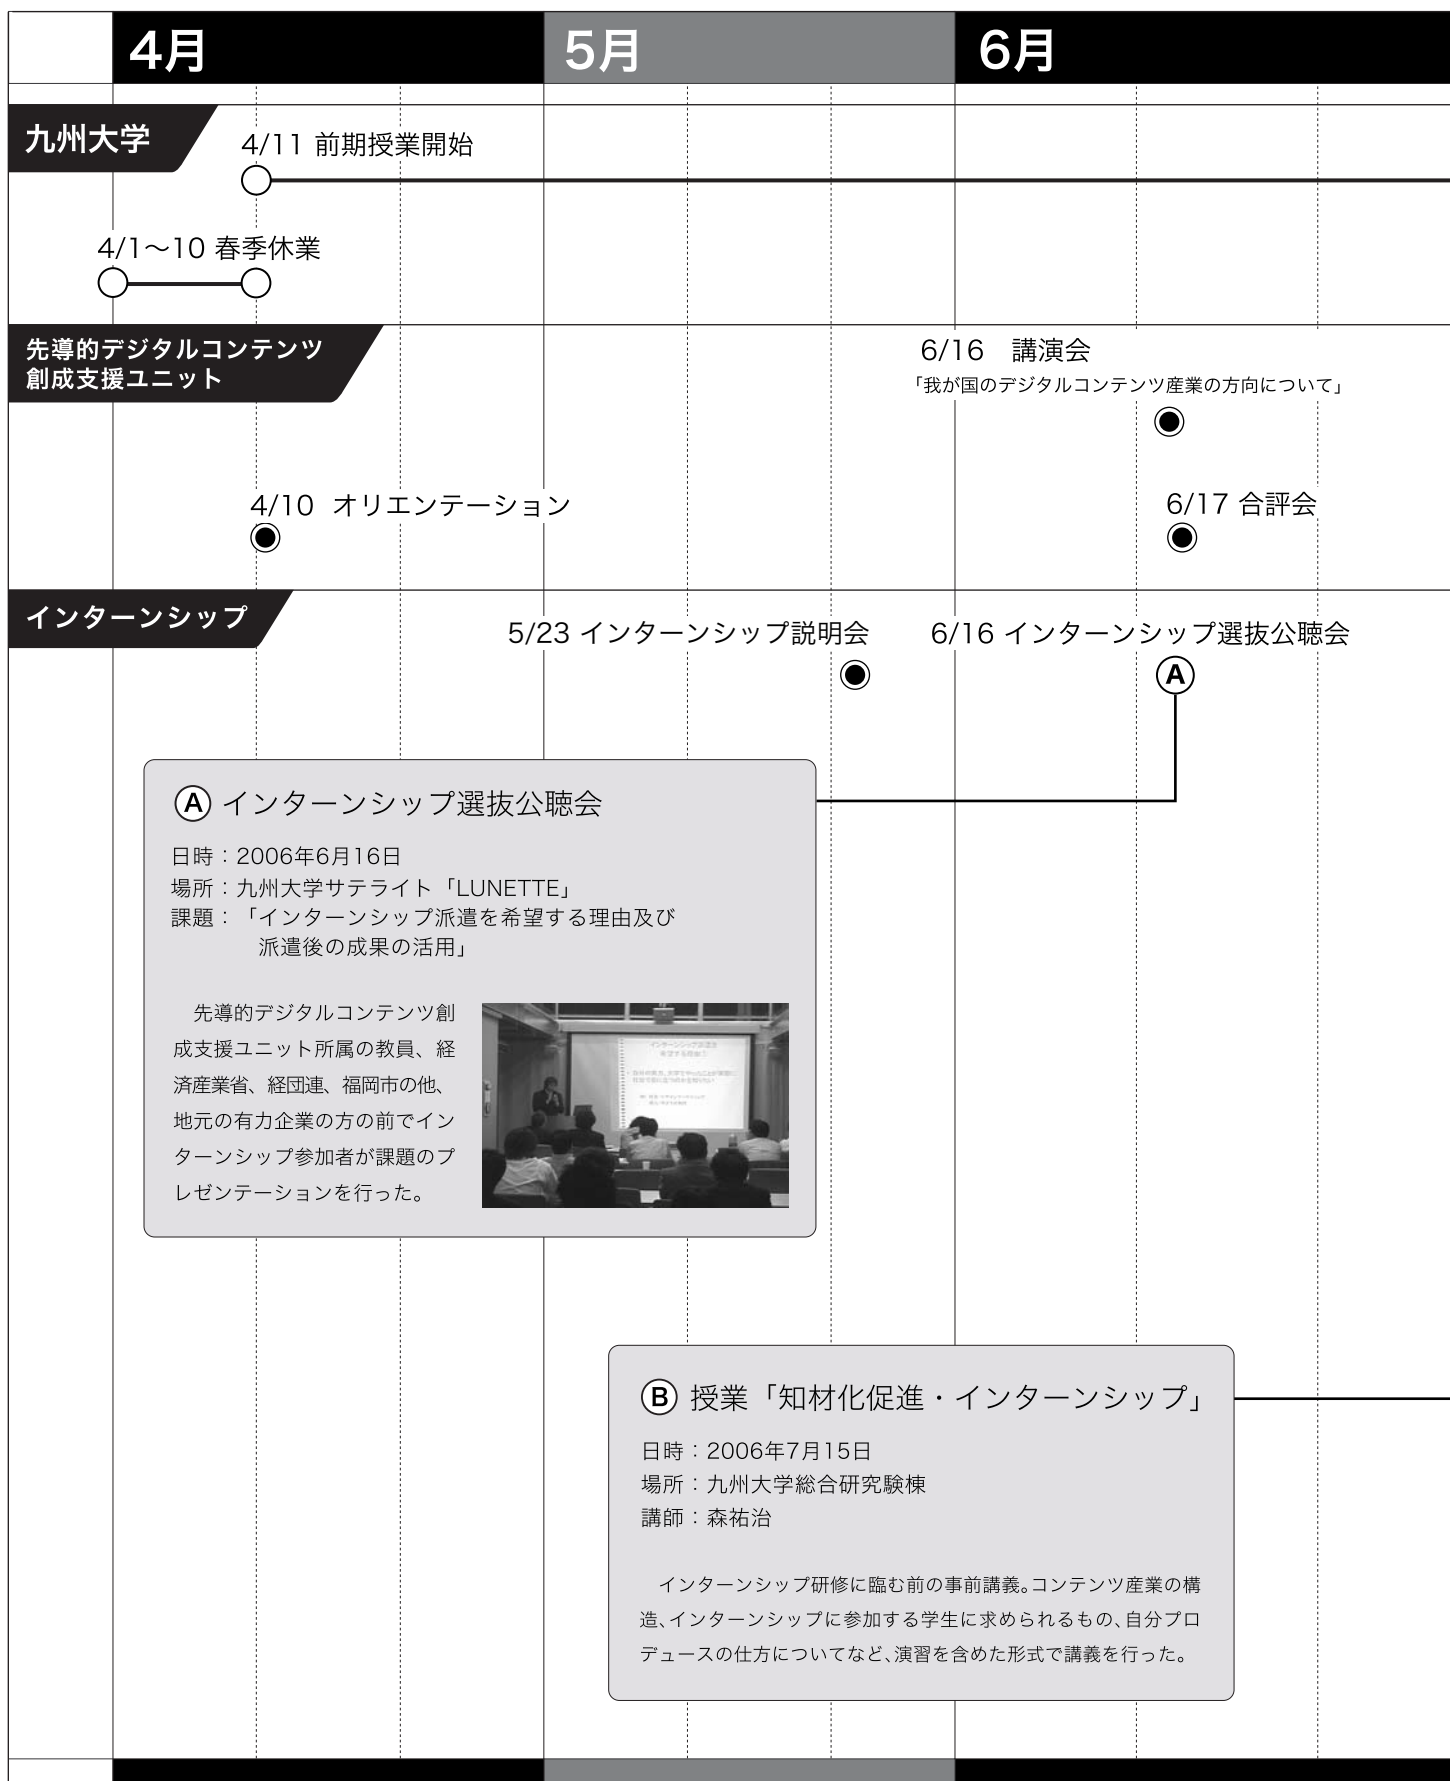 4月
5月
6月
九州大学
4/11 前期授業開始
4/1〜10 春季休業
先導的デジタルコンテンツ
創成支援ユニット
6/16　講演会
「我が国のデジタルコンテンツ産業の方向について」
4/10 オリエンテーション
6/17 合評会
インターンシップ
5/23 インターンシップ説明会
6/16 インターンシップ選抜公聴会
A
A インターンシップ選抜公聴会
日時：2006年6月16日
場所：九州大学サテライト「LUNETTE」
課題：「インターンシップ派遣を希望する理由及び
派遣後の成果の活用」
先導的デジタルコンテンツ創
成支援ユニット所属の教員、経
済産業省、経団連、福岡市の他、
地元の有力企業の方の前でイン
ターンシップ参加者が課題のプ
レゼンテーションを行った。
B 授業「知材化促進・インターンシップ」
日時：2006年7月15日
場所：九州大学総合研究験棟
講師：森祐治
インターンシップ研修に臨む前の事前講義。コンテンツ産業の構
造、インターンシップに参加する学生に求められるもの、自分プロ
デュースの仕方についてなど、演習を含めた形式で講義を行った。